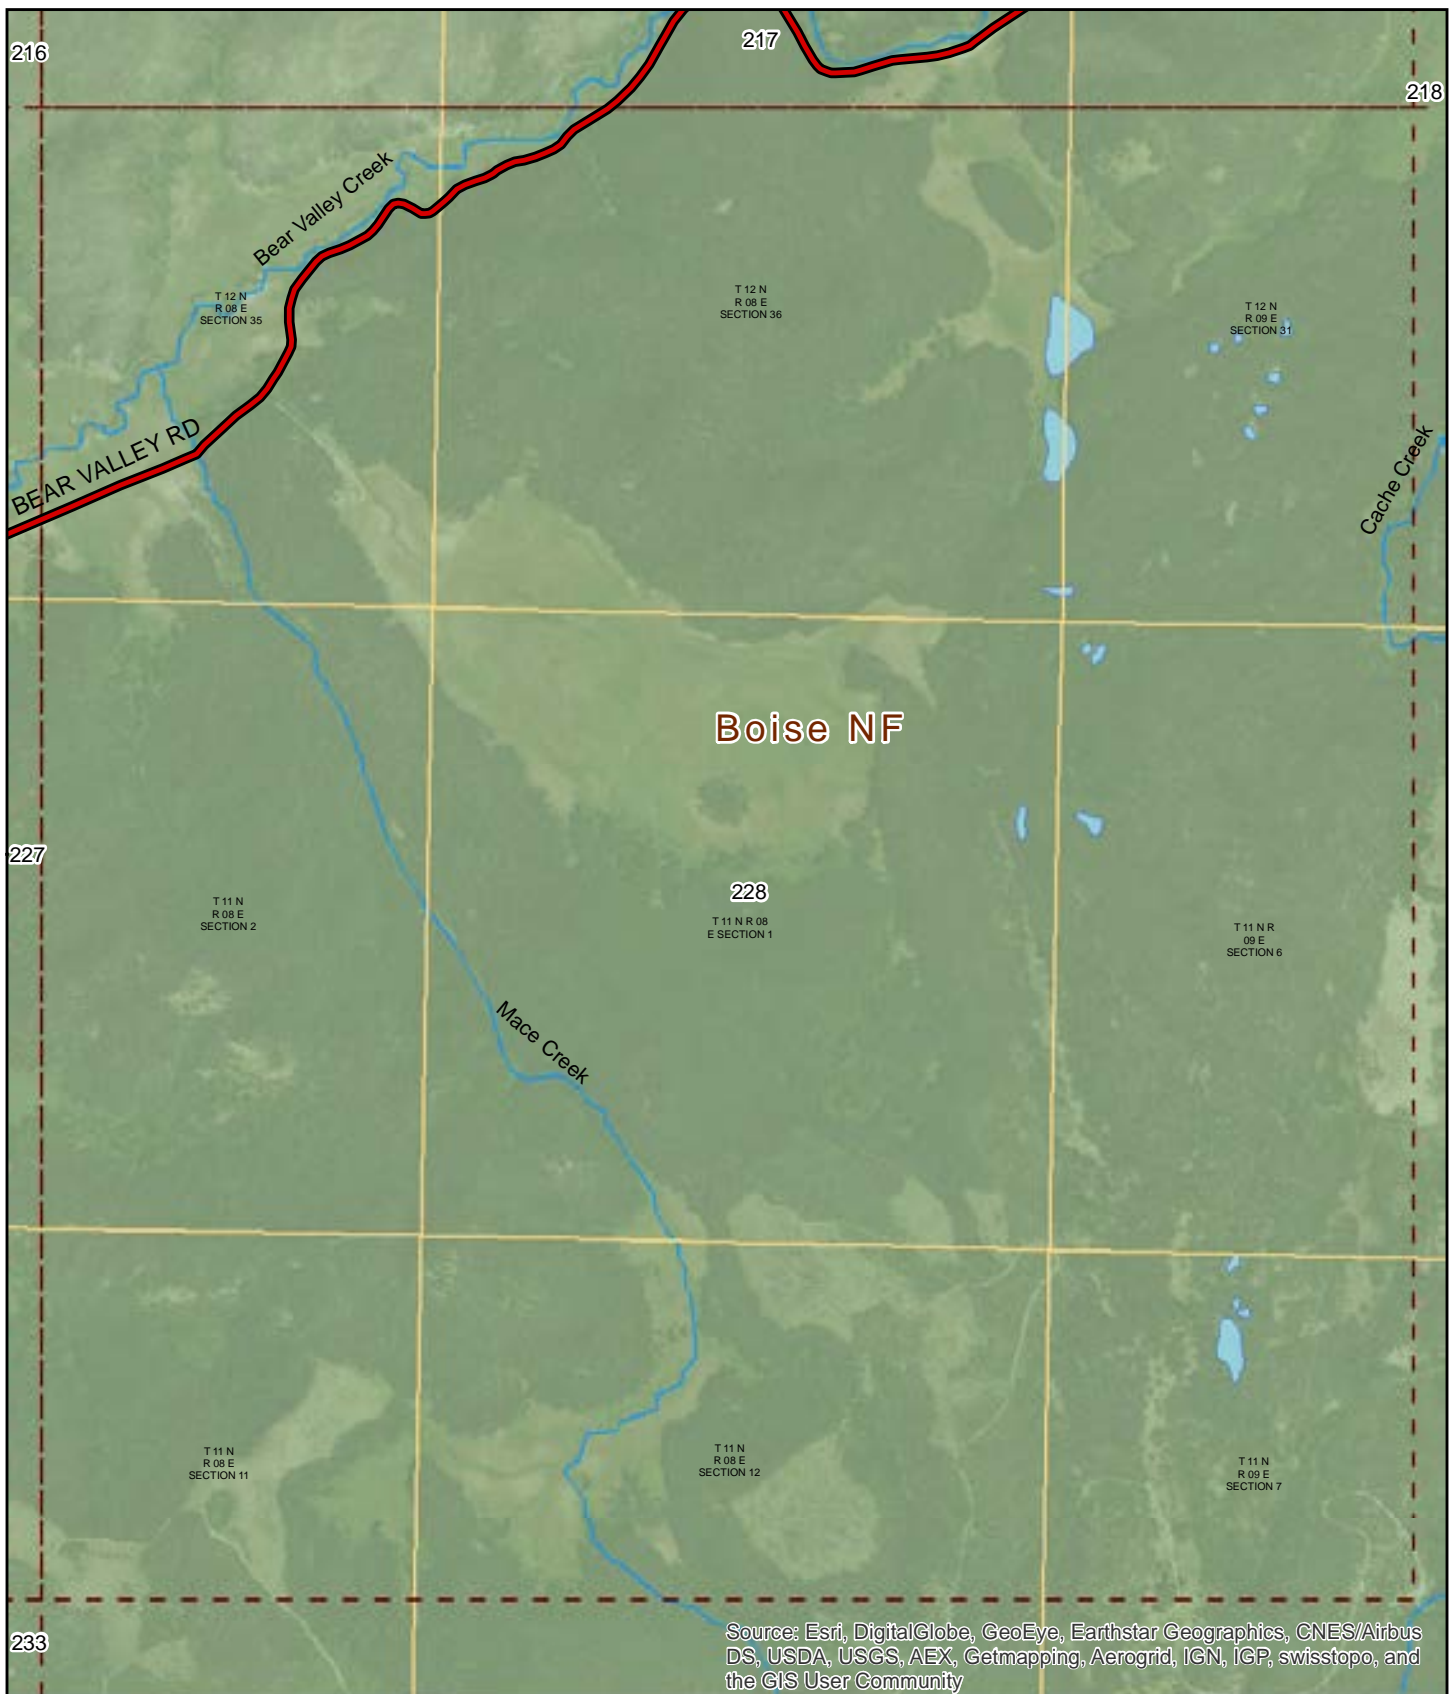 216
217
218
Bear Valley Creek
T 12 N
R 08 E
SECTION 35
T 12 N
R 08 E
SECTION 36
T 12 N
R 09 E
SECTION 31
BEAR VALLEY RD
Cache Creek
Boise NF
227
228
T 11 N
R 08 E
SECTION 2
T 11 N R 08
E SECTION 1
T 11 N R
09 E
SECTION 6
Mace Creek
T 11 N
R 08 E
SECTION 11
T 11 N
R 08 E
SECTION 12
T 11 N
R 09 E
SECTION 7
233
Source: Esri, DigitalGlobe, GeoEye, Earthstar Geographics, CNES/Airbus
DS, USDA, USGS, AEX, Getmapping, Aerogrid, IGN, IGP, swisstopo, and
the GIS User Community